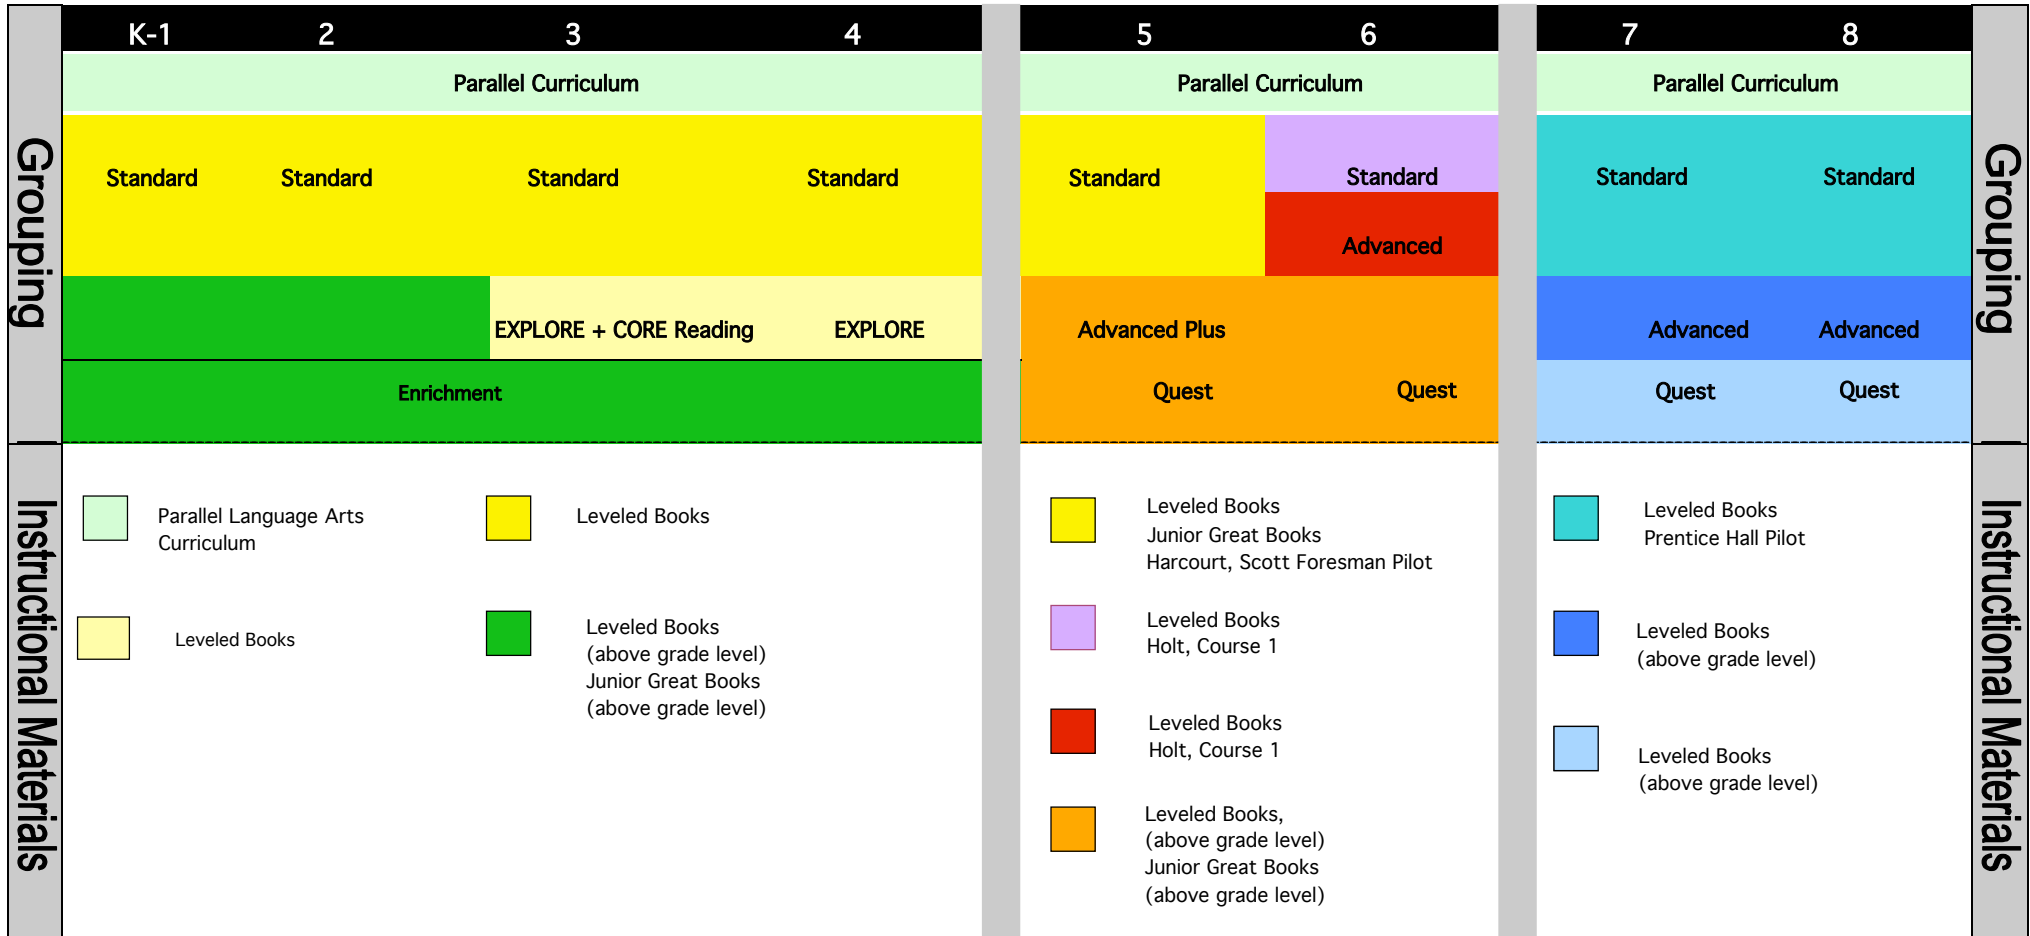 K-1 2 3 4 5 6 7 8
Parallel Curriculum Parallel Curriculum Parallel Curriculum
Grouping
Standard Standard Standard Standard Standard Standard Standard Standard
Advanced
EXPLORE + CORE Reading EXPLORE Advanced Plus Advanced Advanced
Enrichment Quest Quest Quest Quest
Grouping
Instructional Materials
Parallel Language Arts
Curriculum
Leveled Books
Leveled Books
Leveled Books
(above grade level)
Junior Great Books
(above grade level)
Leveled Books
Junior Great Books
Harcourt, Scott Foresman Pilot
Leveled Books
Holt, Course 1
Leveled Books
Holt, Course 1
Leveled Books,
(above grade level)
Junior Great Books
(above grade level)
Leveled Books
Prentice Hall Pilot
Leveled Books
(above grade level)
Leveled Books
(above grade level)
Instructional Materials